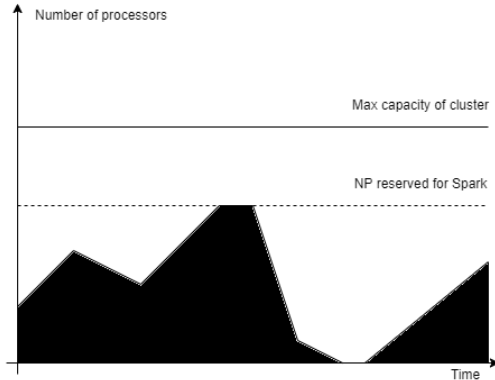 Number of processors
Max capacity of cluster
NP reserved for Spark
Time